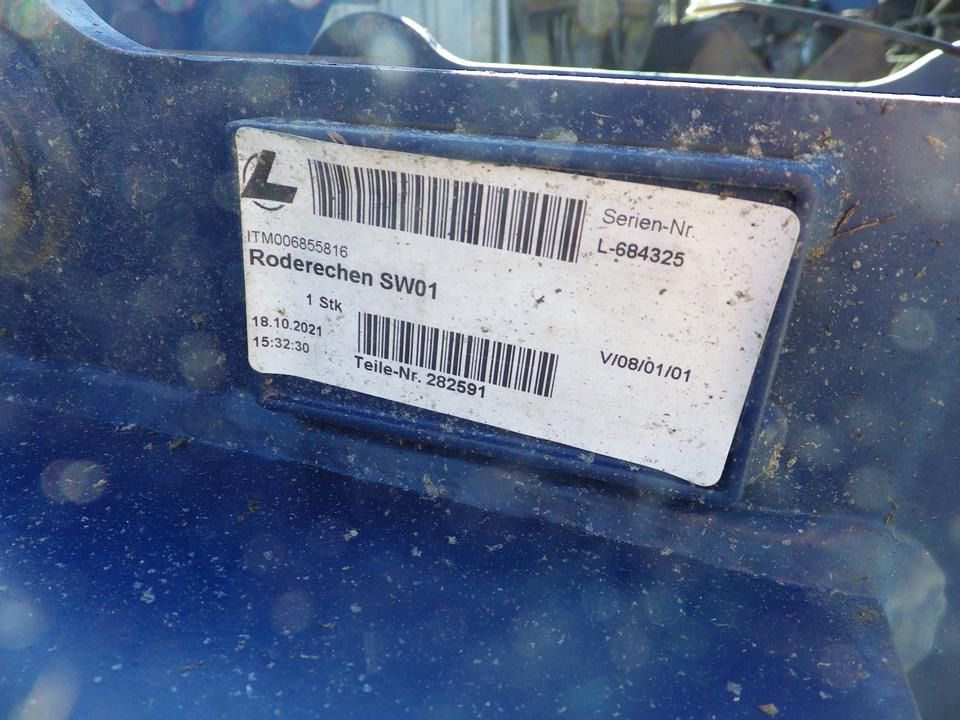 L
ITM006855816
Roderechen SW01
1 Stk
18.10.2021
15:32:30
Teile-Nr. 282591
Serien-Nr.
L-684325
V/08/01/01